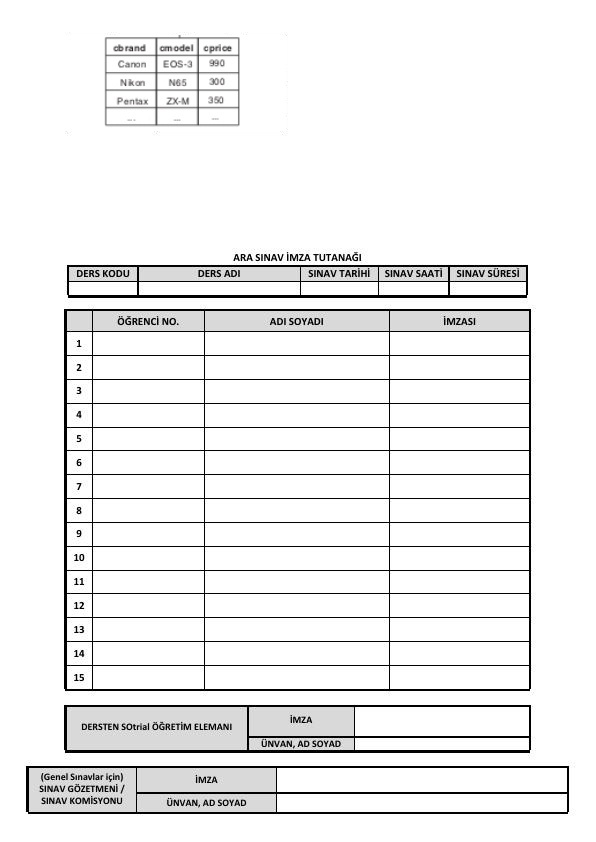 cbrand cmodel cprice
Canon EOS-3 990
Nikon N65 300
Pentax ZX-M 350
... ... ...
ARA SINAV İMZA TUTANAĞI
DERS KODU DERS ADI SINAV TARİHİ SINAV SAATİ SINAV SÜRESİ
ÖĞRENCİ NO. ADI SOYADI İMZASI
1
2
3
4
5
6
7
8
9
10
11
12
13
14
15
DERSTEN SOtrial ÖĞRETİM ELEMANI
İMZA
ÜNVAN, AD SOYAD
(Genel Sınavlar için)
SINAV GÖZETMENİ /
SINAV KOMİSYONU
İMZA
ÜNVAN, AD SOYAD